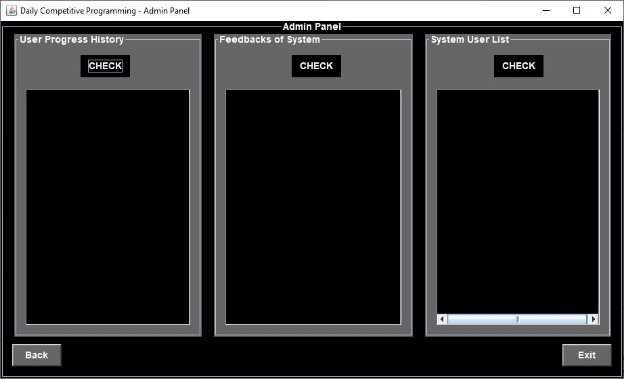 Daily Competitive Programming - Admin Panel
Admin Panel
User Progress History
Feedbacks of System
System User List
CHECK
CHECK
CHECK
Back
Exit